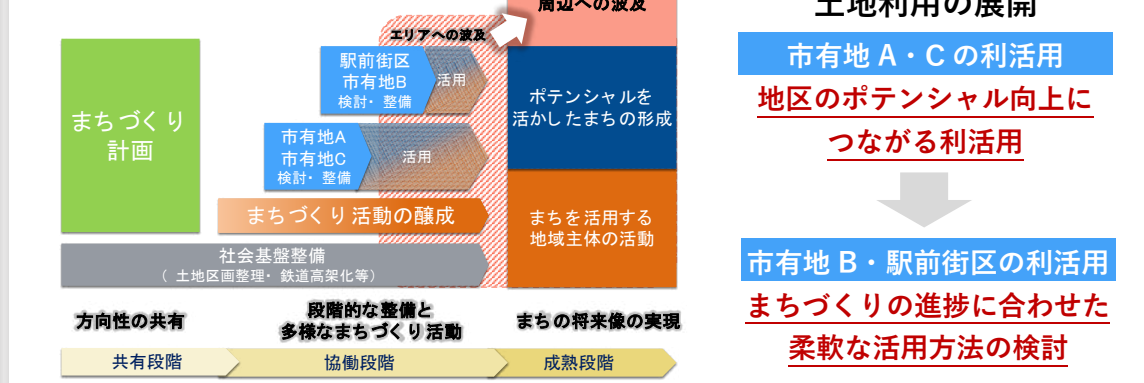 周辺への波及
エリアへの波及
駅前街区
市有地B
検討・整備
活用
まちづくり
計画
ポテンシャルを
活かしたまちの形成
市有地A
市有地C
検討・整備
活用
まちづくり活動の醸成
まちを活用する
地域主体の活動
社会基盤整備
（ 土地区画整理・鉄道高架化等）
方向性の共有
段階的な整備と
多様なまちづくり活動
まちの将来像の実現
共有段階
協働段階
成熟段階
土地利用の展開
市有地 A・C の利活用
地区のポテンシャル向上に
つながる利活用
市有地 B・駅前街区の利活用
まちづくりの進捗に合わせた
柔軟な活用方法の検討